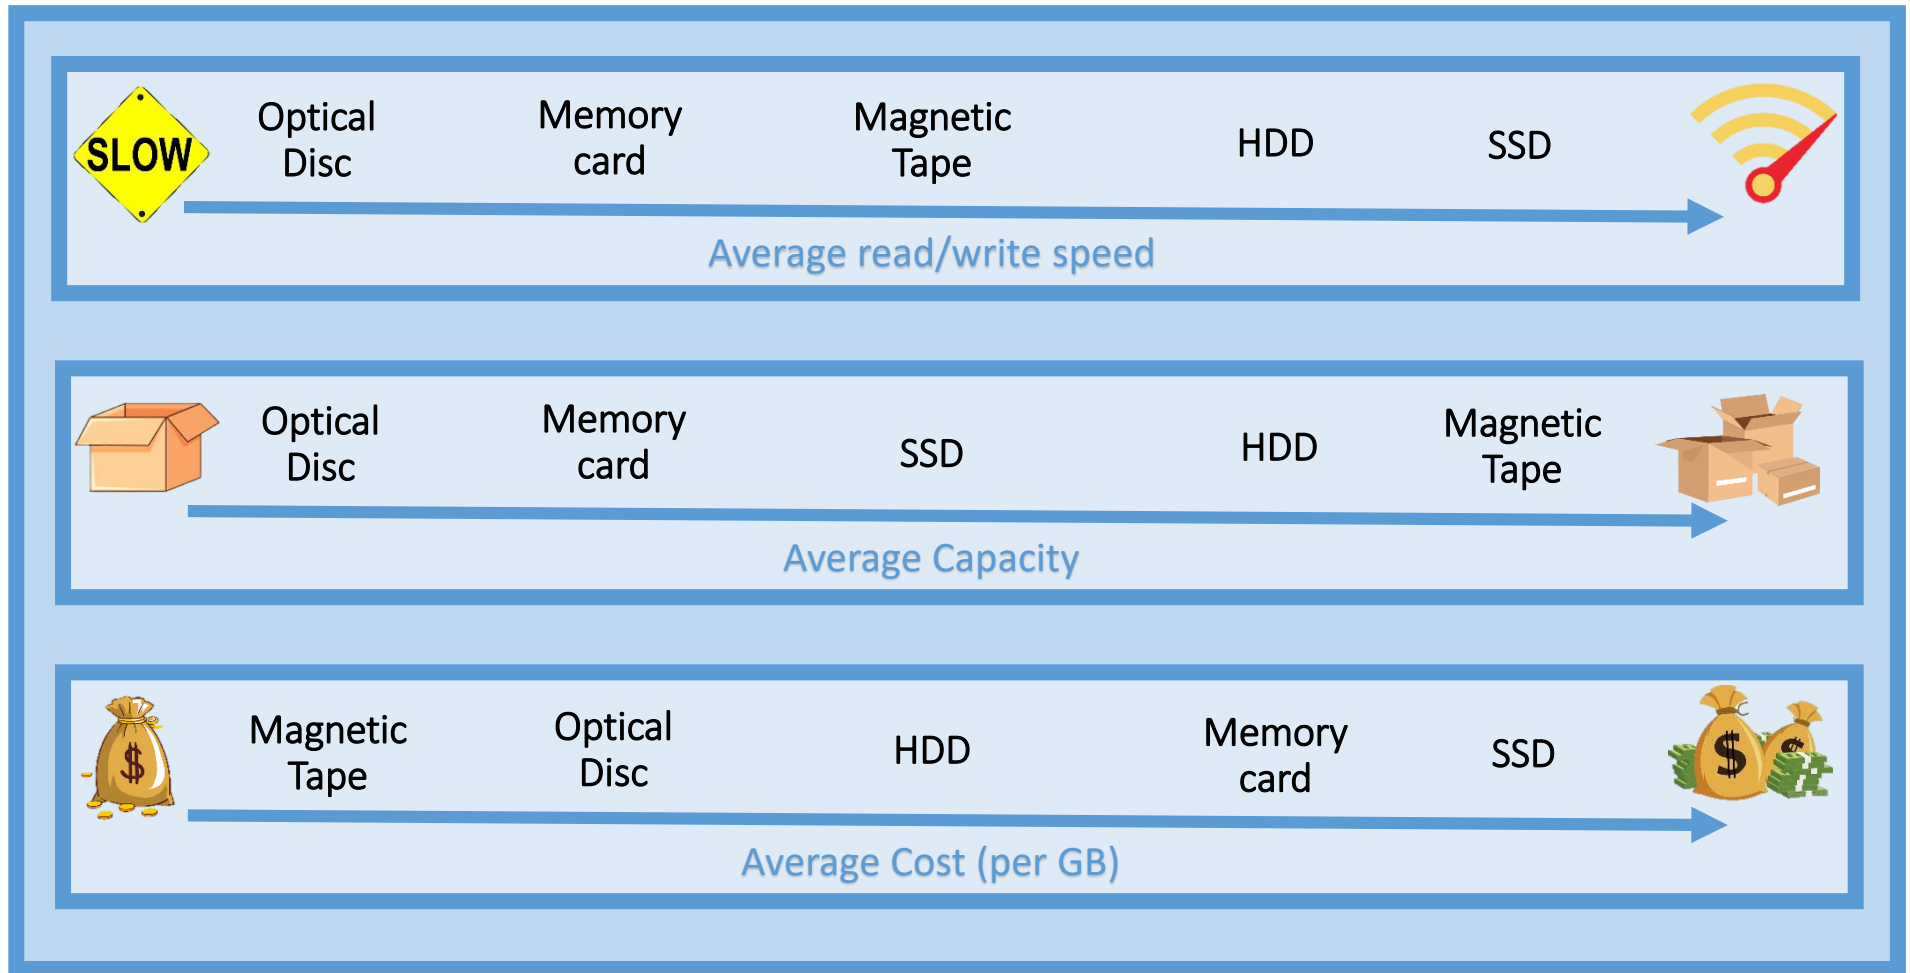 SLOW
Optical
Disc
Memory
card
Magnetic
Tape
HDD
SSD
Average read/write speed
Optical
Disc
Memory
card
SSD
HDD
Magnetic
Tape
Average Capacity
$
Magnetic
Tape
Optical
Disc
HDD
Memory
card
SSD
$
$
Average Cost (per GB)